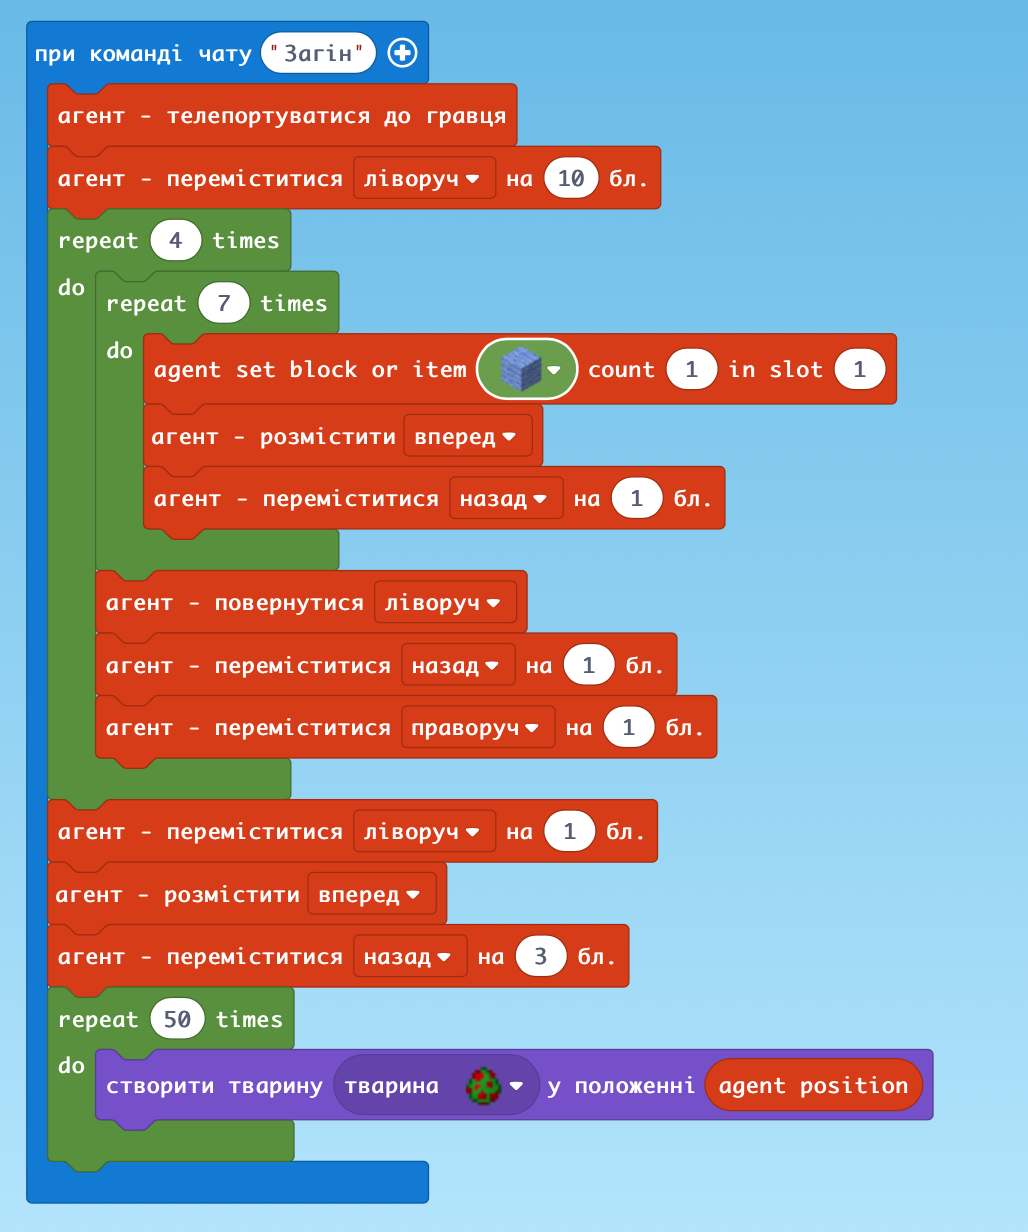 при команді чату "Загін"
агент - телепортуватися до гравця
агент - переміститися ліворуч на 10 бл.
repeat 4 times
do
repeat 7 times
do
agent set block or item count 1 in slot 1
агент - розмістити вперед
агент - переміститися назад на 1 бл.
агент - повернутися ліворуч
агент - переміститися назад на 1 бл.
агент - переміститися праворуч на 1 бл.
агент - переміститися ліворуч на 1 бл.
агент - розмістити вперед
агент - переміститися назад на 3 бл.
repeat 50 times
do
створити тварину тварина у положенні agent position